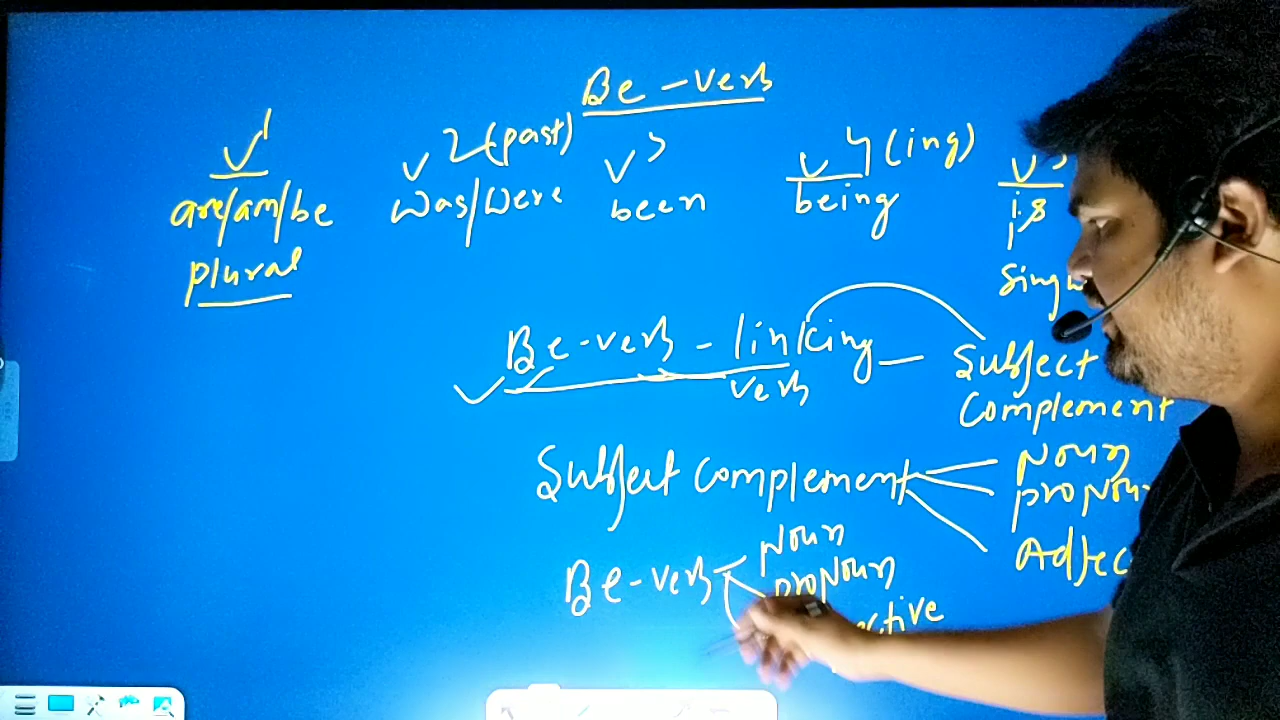 Be-verb
V1 V2(past) V3 V4(ing) V5
are/am/be was/were been being is
plural
Be-verb - linking verb - Subject Complement
Subject complement
Noun
Be-verb
Noun
pronoun